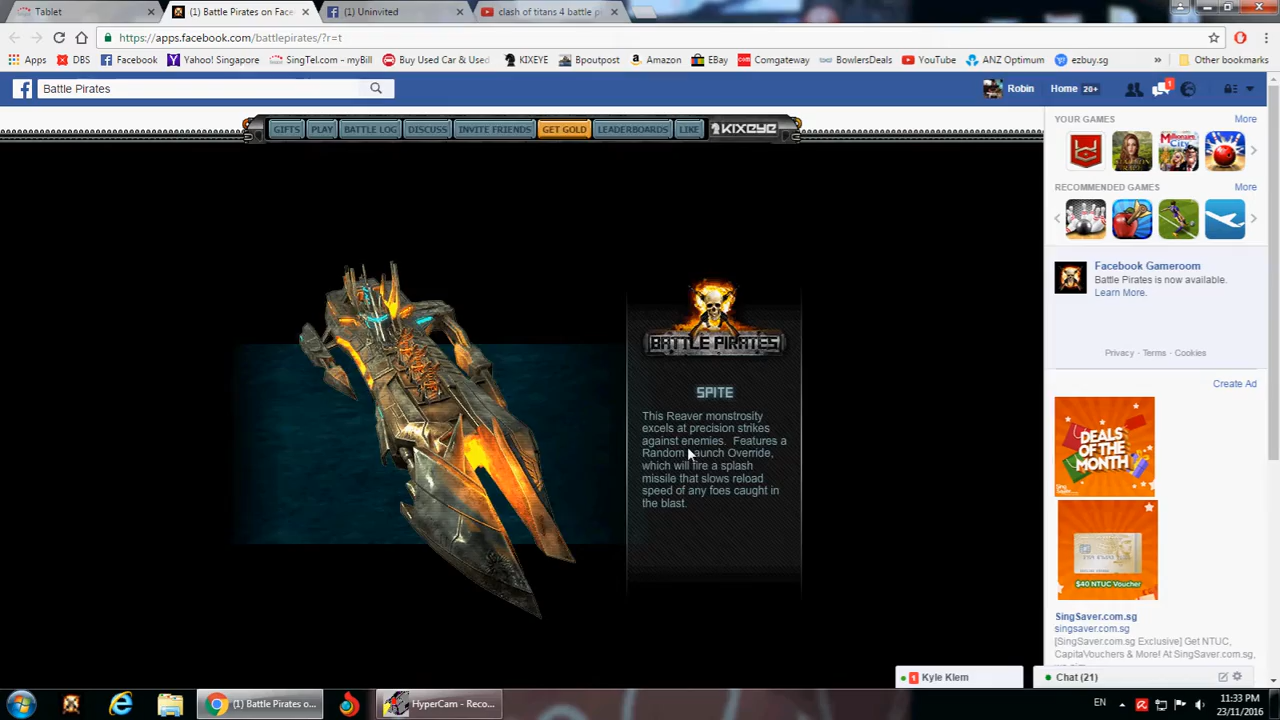 Tablet
(1) Battle Pirates on Face
(1) Uninvited
clash of titans 4 battle p
https://apps.facebook.com/battlepirates/?r=t
Apps DBS Facebook Yahoo! Singapore SingTel.com - myBill Buy Used Car & Used KIXEYE Bpoutpost Amazon EBay Comgateway BowlersDeals YouTube ANZ Optimum ezbuy.sg » Other bookmarks
Battle Pirates
Robin Home 20+ 1
GIFTS PLAY BATTLE LOG DISCUSS INVITE FRIENDS GET GOLD LEADERBOARDS LIKE KIXEYE
YOUR GAMES More
RECOMMENDED GAMES More
Facebook Gameroom
Battle Pirates is now available.
Learn More.
Privacy · Terms · Cookies
Create Ad
DEALS
OF THE
MONTH
$40 NTUC Voucher
SingSaver.com.sg
singsaver.com.sg
[SingSaver.com.sg Exclusive] Get NTUC,
CapitaVouchers & More! At SingSaver.com.sg,
BATTLE PIRATES
SPITE
This Reaver monstrosity
excels at precision strikes
against enemies. Features a
Random Launch Override,
which will fire a splash
missile that slows reload
speed of any foes caught in
the blast.
1 Kyle Klem
Chat (21)
(1) Battle Pirates o...
HyperCam - Reco...
EN
11:33 PM
23/11/2016